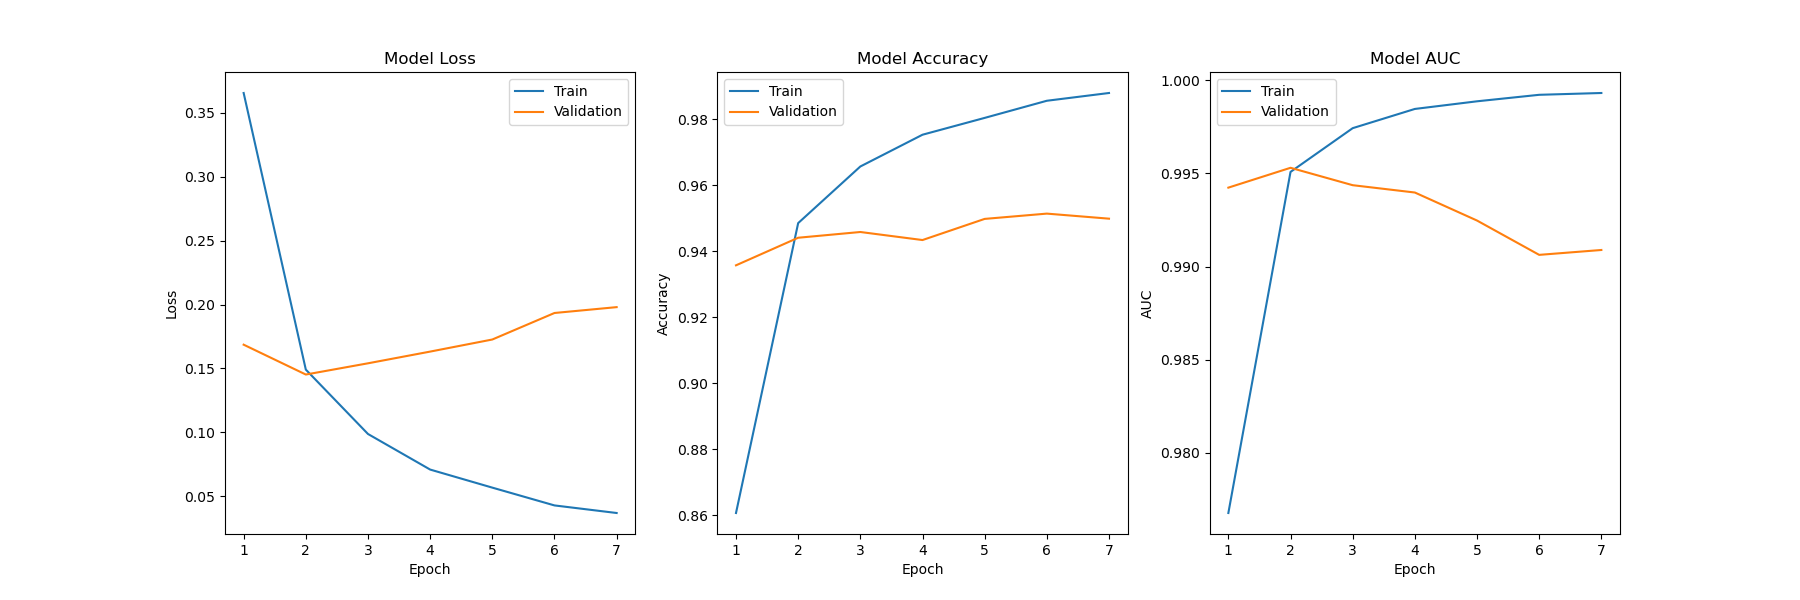 Model Loss
Train
Validation
0.35
0.30
0.25
0.20
0.15
0.10
0.05
Loss
1 2 3 4 5 6 7
Epoch
Model Accuracy
Train
Validation
0.98
0.96
0.94
0.92
0.90
0.88
0.86
Accuracy
1 2 3 4 5 6 7
Epoch
Model AUC
Train
Validation
1.000
0.995
0.990
0.985
0.980
AUC
1 2 3 4 5 6 7
Epoch